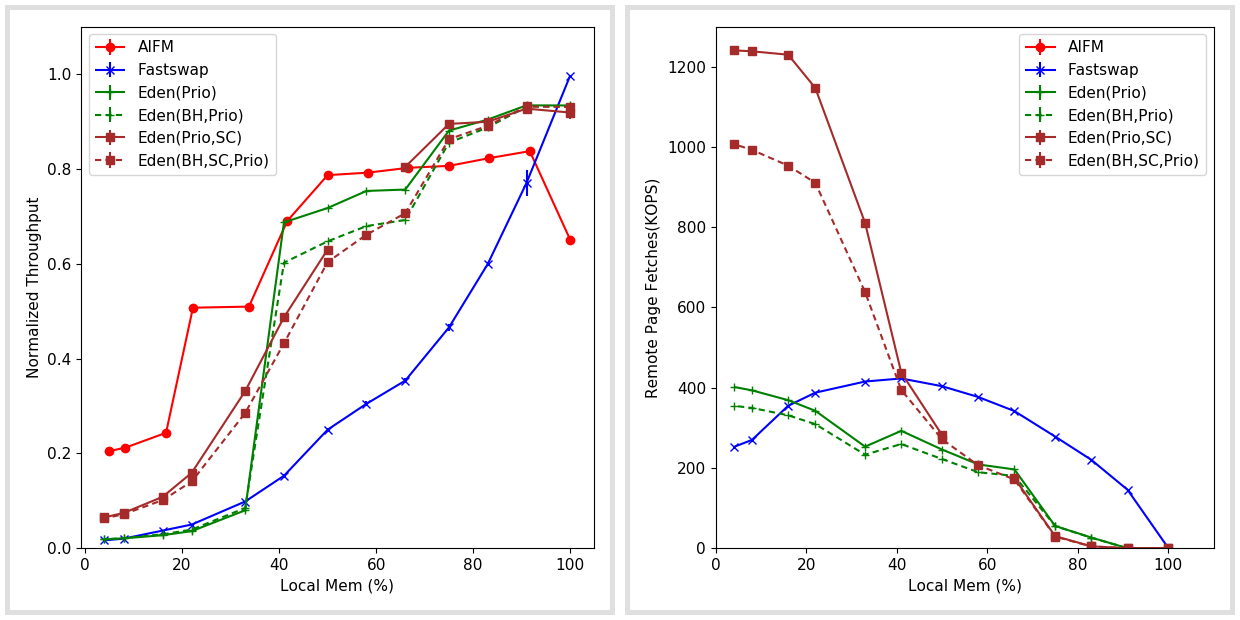 AIFM
Fastswap
Eden(Prio)
Eden(BH,Prio)
Eden(Prio,SC)
Eden(BH,SC,Prio)
Normalized Throughput
1.0
0.8
0.6
0.4
0.2
0.0
0 20 40 60 80 100
Local Mem (%)
AIFM
Fastswap
Eden(Prio)
Eden(BH,Prio)
Eden(Prio,SC)
Eden(BH,SC,Prio)
Remote Page Fetches(KOPS)
1200
1000
800
600
400
200
0
0 20 40 60 80 100
Local Mem (%)